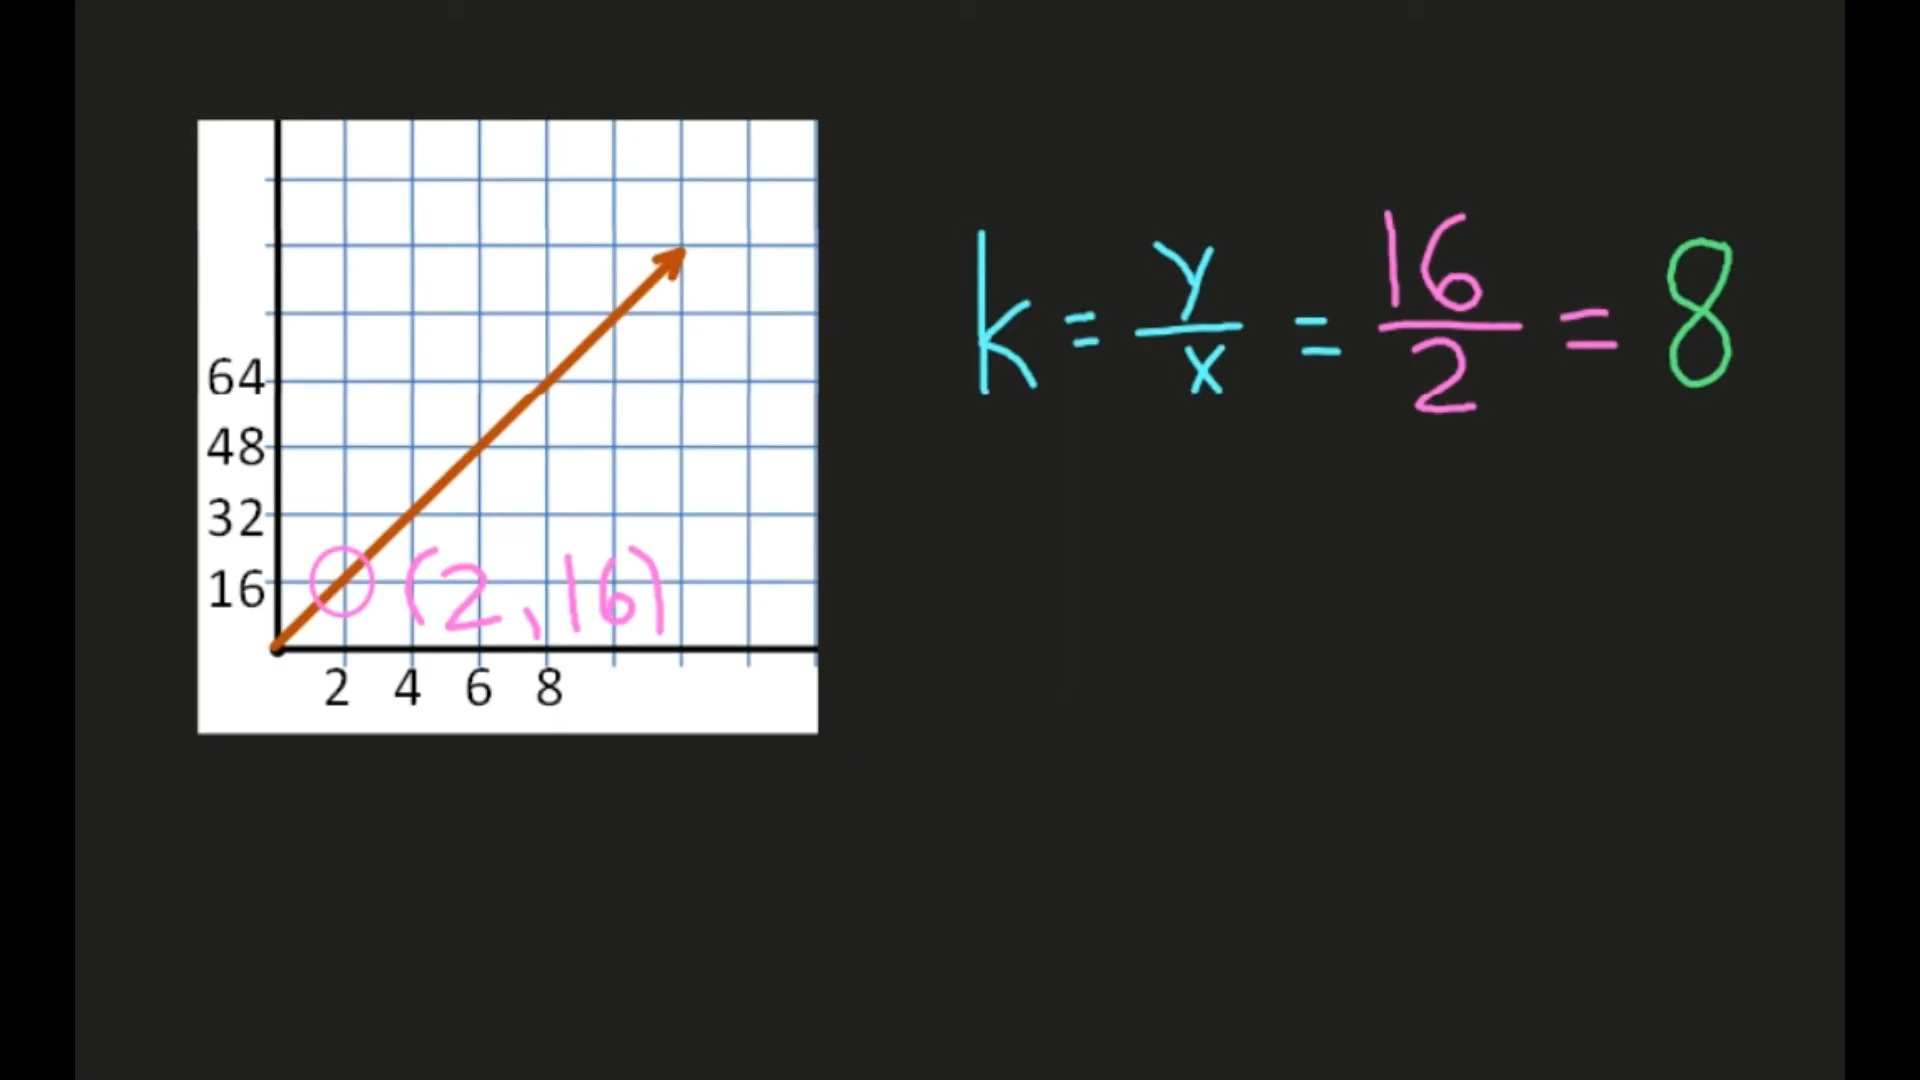 64
48
32
16
(2,16)
2 4 6 8
k = y/x = 16/2 = 8